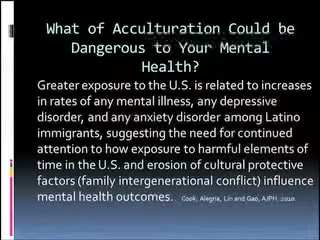 What of Acculturation Could be
Dangerous to Your Mental
Health?
Greater exposure to the U.S. is related to increases
in rates of any mental illness, any depressive
disorder, and any anxiety disorder among Latino
immigrants, suggesting the need for continued
attention to how exposure to harmful elements of
time in the U.S. and erosion of cultural protective
factors (family intergenerational conflict) influence
mental health outcomes. Cook, Alegria, Lin and Gao, AJPH, 2010.